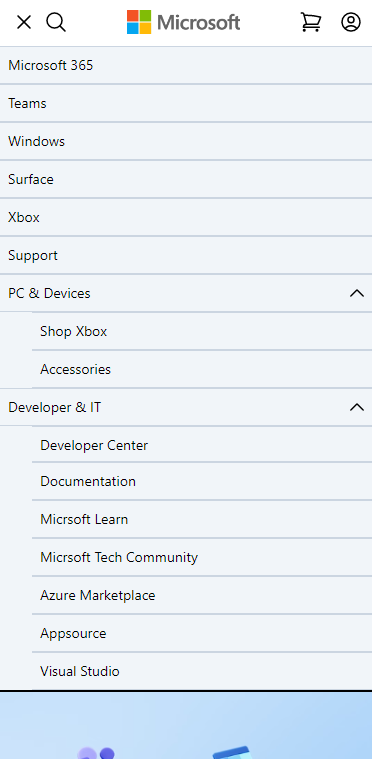 Microsoft
Microsoft 365
Teams
Windows
Surface
Xbox
Support
PC & Devices
Shop Xbox
Accessories
Developer & IT
Developer Center
Documentation
Micrsoft Learn
Micrsoft Tech Community
Azure Marketplace
Appsource
Visual Studio